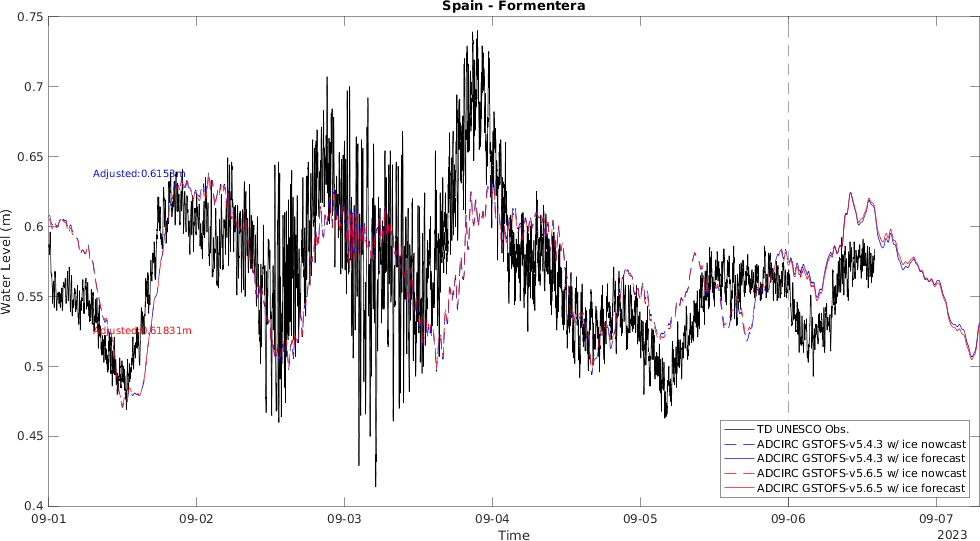 Spain - Formentera
0.75
0.7
0.65
0.6
0.55
0.5
0.45
0.4
Water Level (m)
Adjusted:0.6153m
Adjusted:0.61831m
TD UNESCO Obs.
ADCIRC GSTOFS-v5.4.3 w/ ice nowcast
ADCIRC GSTOFS-v5.4.3 w/ ice forecast
ADCIRC GSTOFS-v5.6.5 w/ ice nowcast
ADCIRC GSTOFS-v5.6.5 w/ ice forecast
09-01 09-02 09-03 09-04 09-05 09-06 09-07
Time
2023